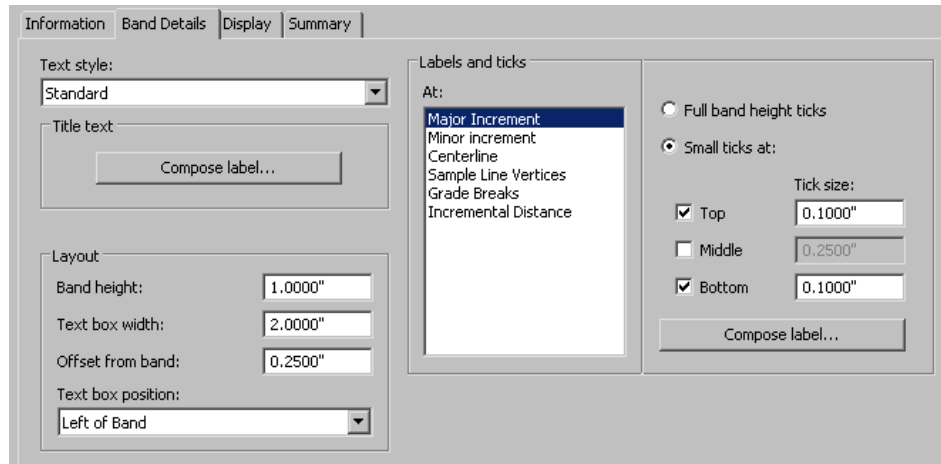 Information Band Details Display Summary
Text style:
Standard
Title text
Compose label...
Layout
Band height: 1.0000"
Text box width: 2.0000"
Offset from band: 0.2500"
Text box position:
Left of Band
Labels and ticks
At:
Major Increment
Minor increment
Centerline
Sample Line Vertices
Grade Breaks
Incremental Distance
Full band height ticks
Small ticks at:
Tick size:
Top 0.1000"
Middle 0.2500"
Bottom 0.1000"
Compose label...